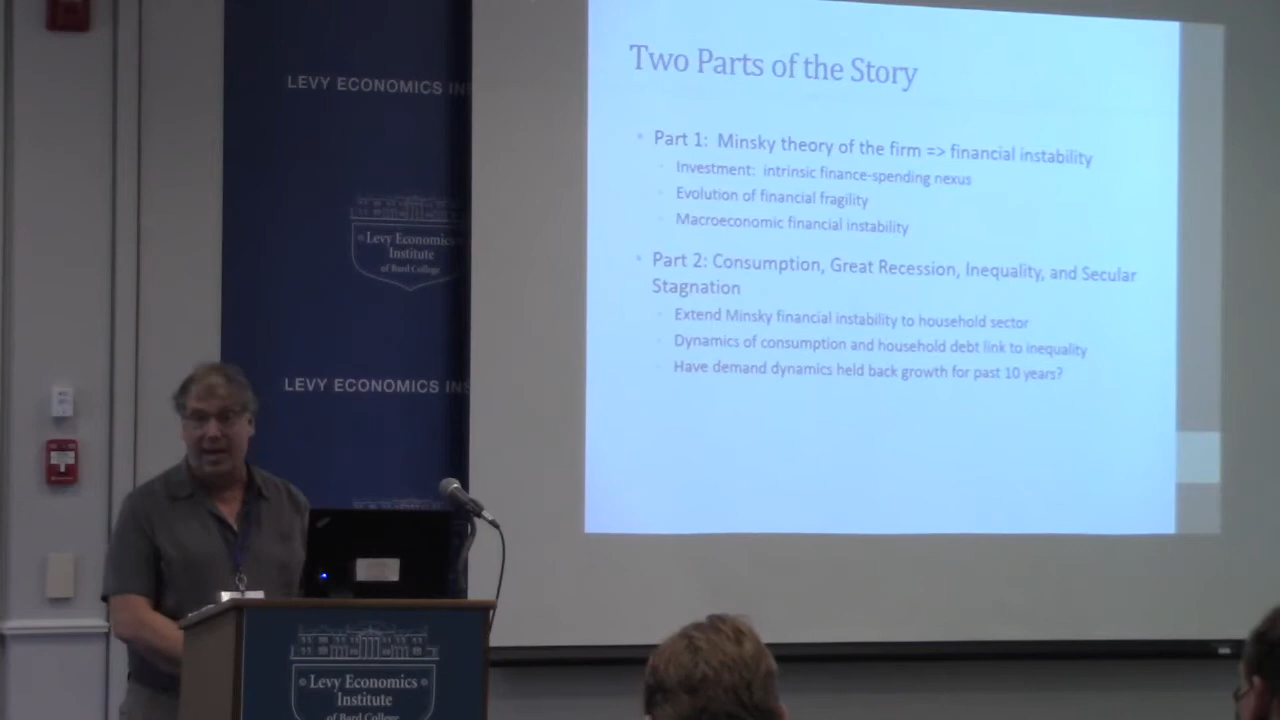 LEVY ECONOMICS IN
Levy Economics
Institute
of Bard College
LEVY ECONOMICS INS
Levy Economics
Institute
of Bard College
Two Parts of the Story
Part 1: Minsky theory of the firm => financial instability
Investment: intrinsic finance-spending nexus
Evolution of financial fragility
Macroeconomic financial instability
Part 2: Consumption, Great Recession, Inequality, and Secular
Stagnation
Extend Minsky financial instability to household sector
Dynamics of consumption and household debt link to inequality
Have demand dynamics held back growth for past 10 years?